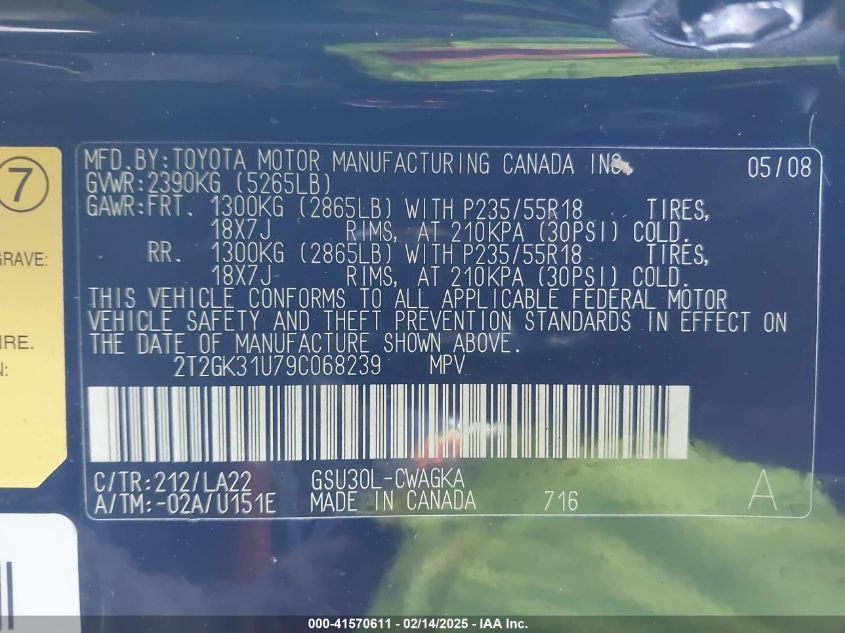 7
GRAVE:
MFD.BY:TOYOTA MOTOR MANUFACTURING CANADA INC. 05/08
GVWR:2390KG (5265LB)
GAWR:FRT. 1300KG (2865LB) WITH P235/55R18 TIRES,
18X7J RIMS, AT 210KPA (30PSI) COLD.
RR. 1300KG (2865LB) WITH P235/55R18 TIRES,
18X7J RIMS, AT 210KPA (30PSI) COLD.
THIS VEHICLE CONFORMS TO ALL APPLICABLE FEDERAL MOTOR
VEHICLE SAFETY AND THEFT PREVENTION STANDARDS IN EFFECT ON
THE DATE OF MANUFACTURE SHOWN ABOVE.
2T2GK31U79C068239 MPV
C/TR:212/LA22 GSU30L-CWAGKA
A/TM:-02A/U151E MADE IN CANADA 716 A
000-41570611 - 02/14/2025 - IAA Inc.